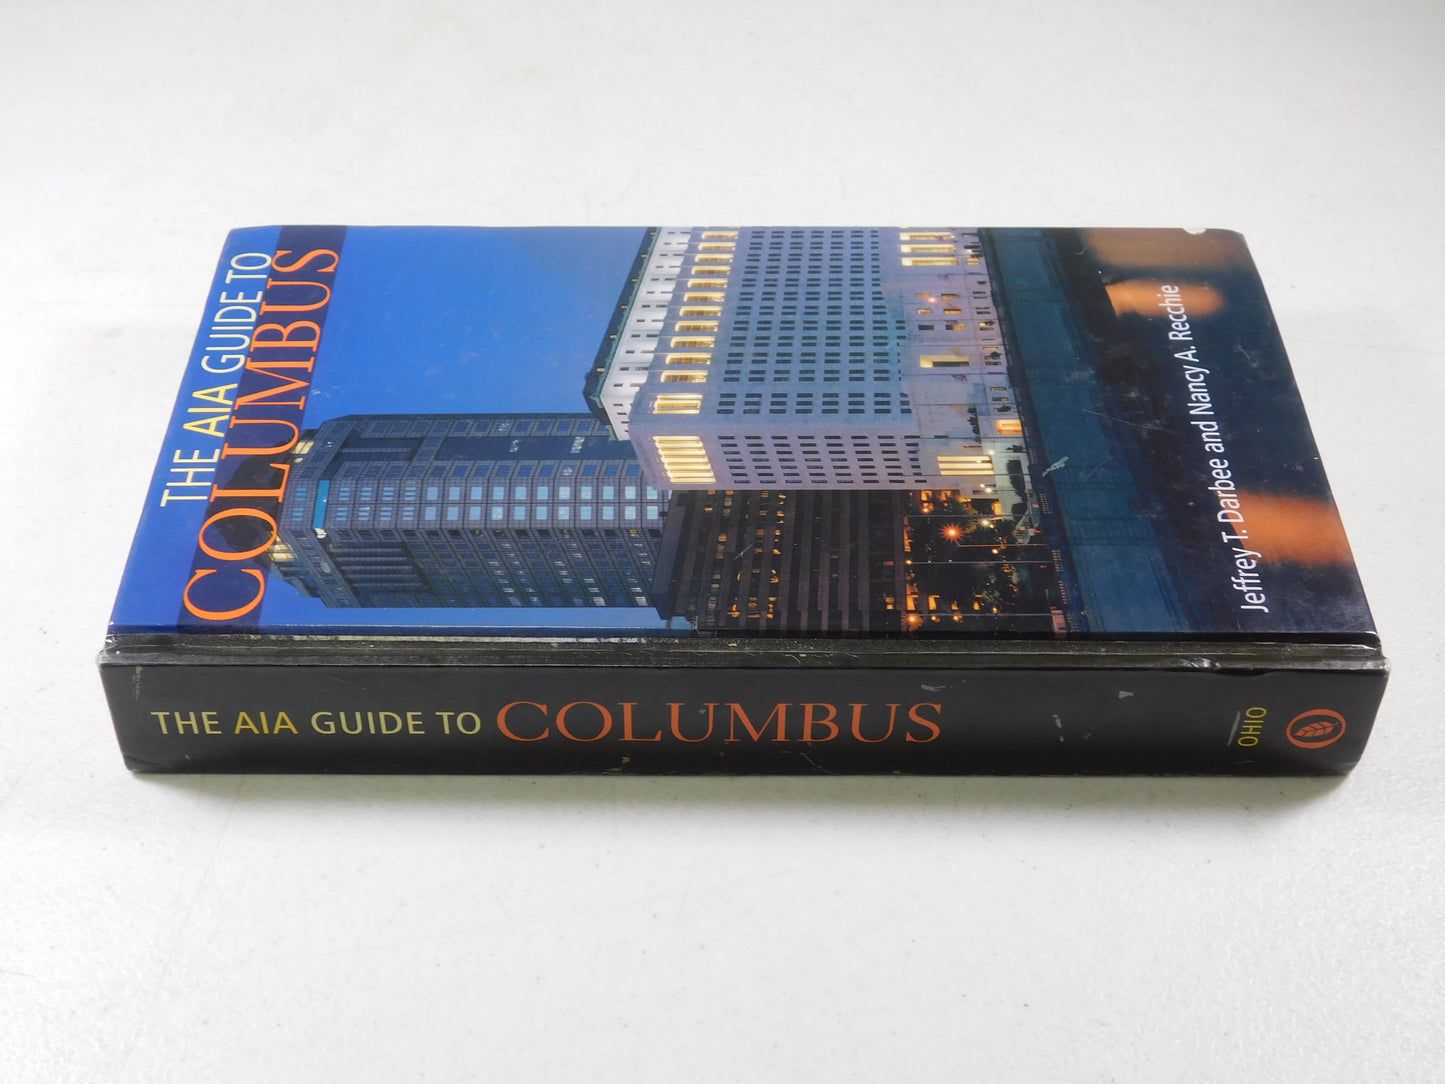 THE AIA GUIDE TO
COLUMBUS
Jeffrey T. Darbee and Nancy A. Recchie
THE AIA GUIDE TO COLUMBUS
OHIO